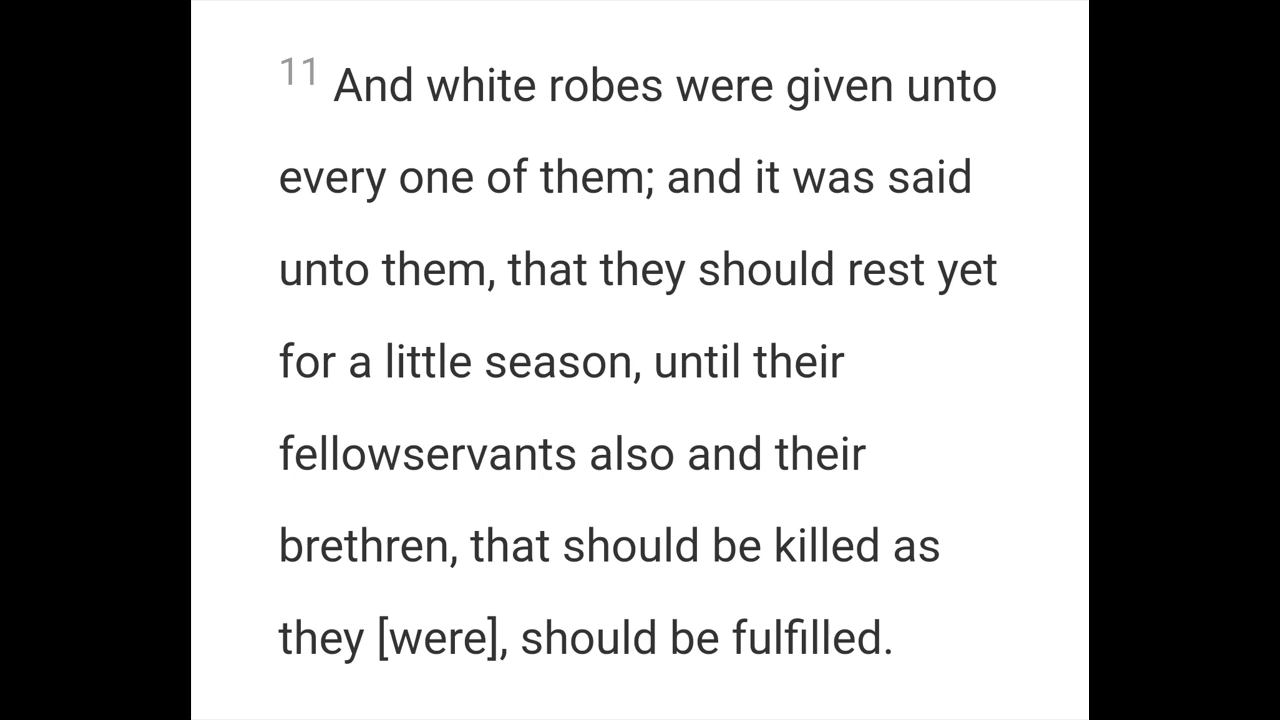 11 And white robes were given unto
every one of them; and it was said
unto them, that they should rest yet
for a little season, until their
fellowservants also and their
brethren, that should be killed as
they [were], should be fulfilled.